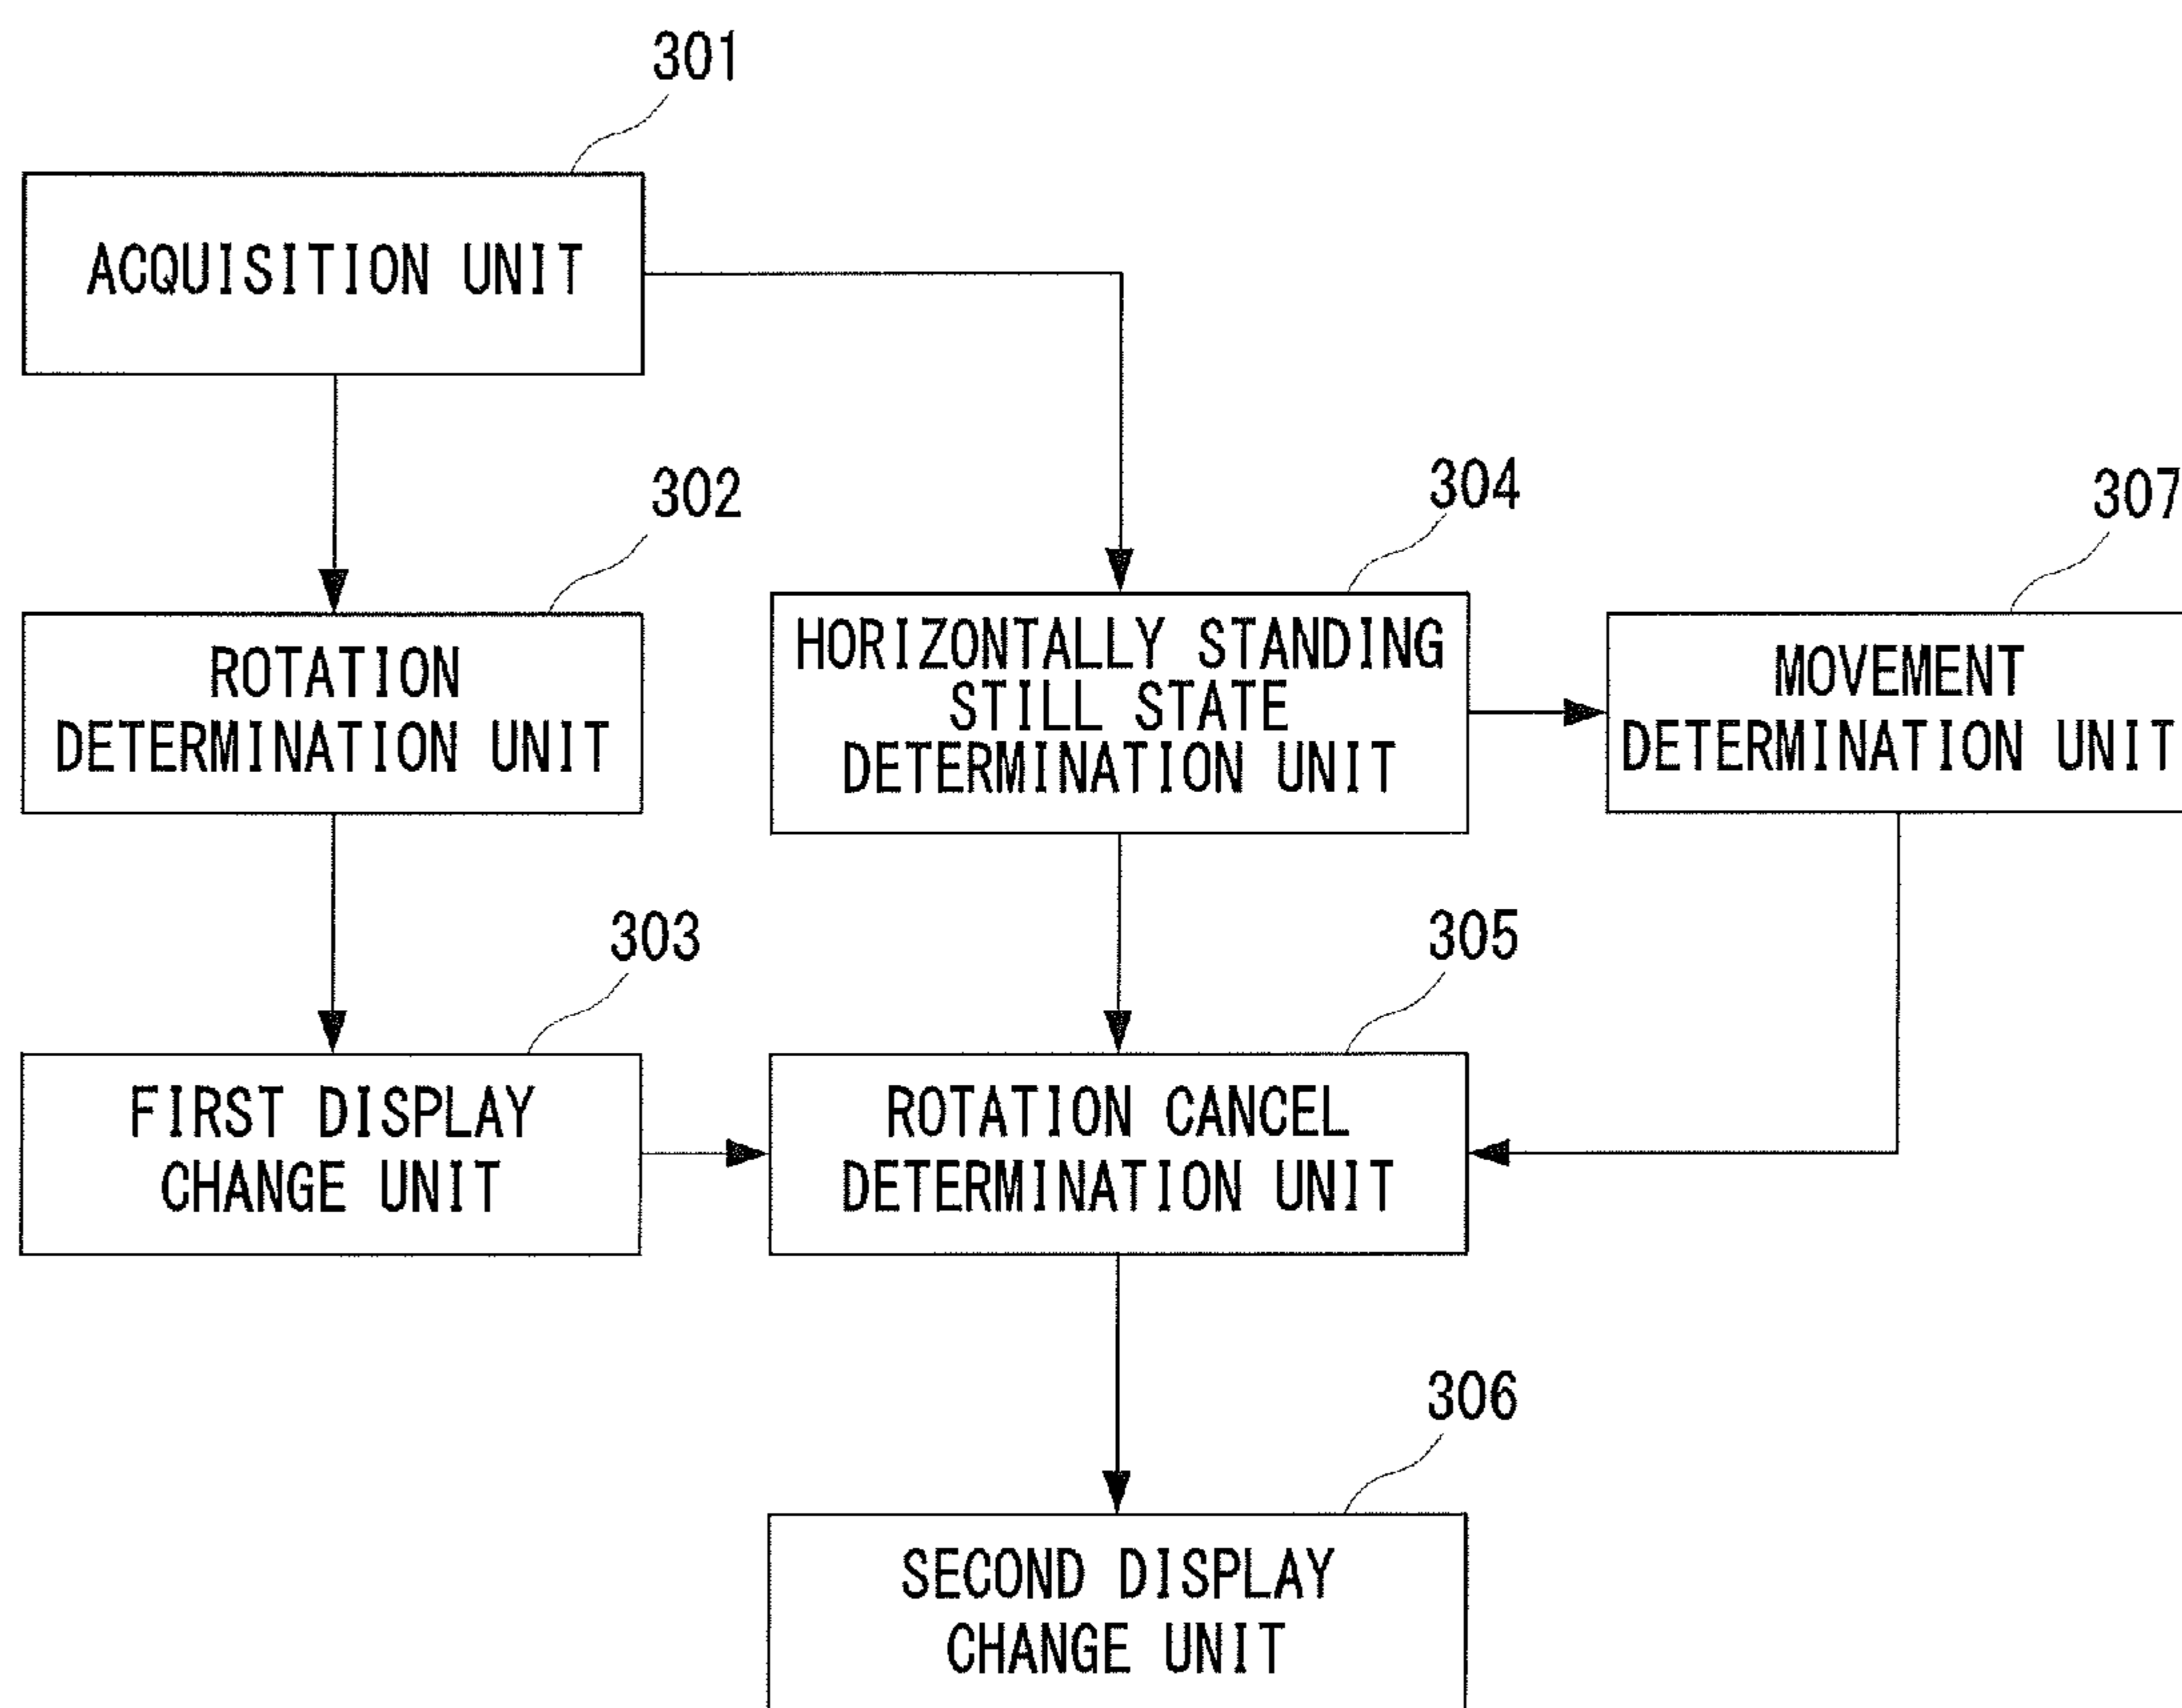 301
ACQUISITION UNIT
302
ROTATION
DETERMINATION UNIT
304
HORIZONTALLY STANDING
STILL STATE
DETERMINATION UNIT
307
MOVEMENT
DETERMINATION UNIT
303
FIRST DISPLAY
CHANGE UNIT
305
ROTATION CANCEL
DETERMINATION UNIT
306
SECOND DISPLAY
CHANGE UNIT